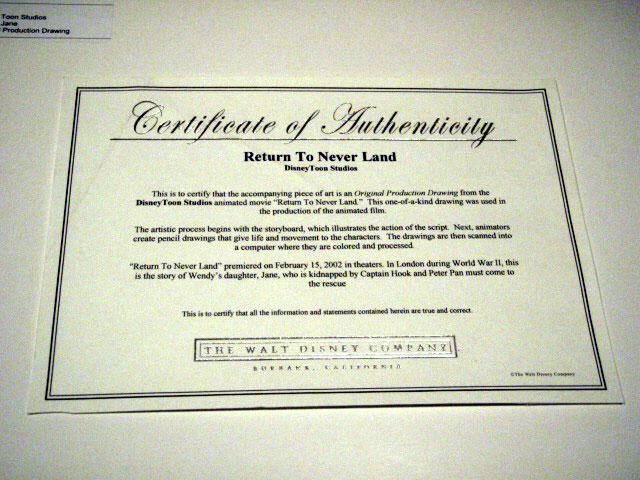 Toon Studios
Jane
Production Drawing
Certificate of Authenticity
Return To Never Land
DisneyToon Studios
This is to certify that the accompanying piece of art is an Original Production Drawing from the
DisneyToon Studios animated movie "Return To Never Land." This one-of-a-kind drawing was used in
the production of the animated film.
The artistic process begins with the storyboard, which illustrates the action of the script. Next, animators
create pencil drawings that give life and movement to the characters. The drawings are then scanned into
a computer where they are colored and processed.
"Return To Never Land" premiered on February 15, 2002 in theaters. In London during World War II, this
is the story of Wendy's daughter, Jane, who is kidnapped by Captain Hook and Peter Pan must come to
the rescue
This is to certify that all the information and statements contained herein are true and correct.
THE WALT DISNEY COMPANY
BURBANK, CALIFORNIA
©The Walt Disney Company